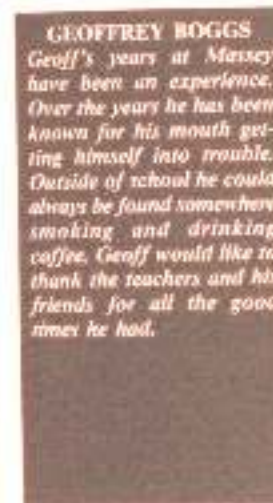 GEOFFREY BOGGS
Geoff's years at Massey
have been an experience.
Over the years he has been
known for his mouth get-
ting himself into trouble.
Outside of school he could
always be found somewhere
smoking and drinking
coffee. Geoff would like to
thank the teachers and his
friends for all the good
times he had.